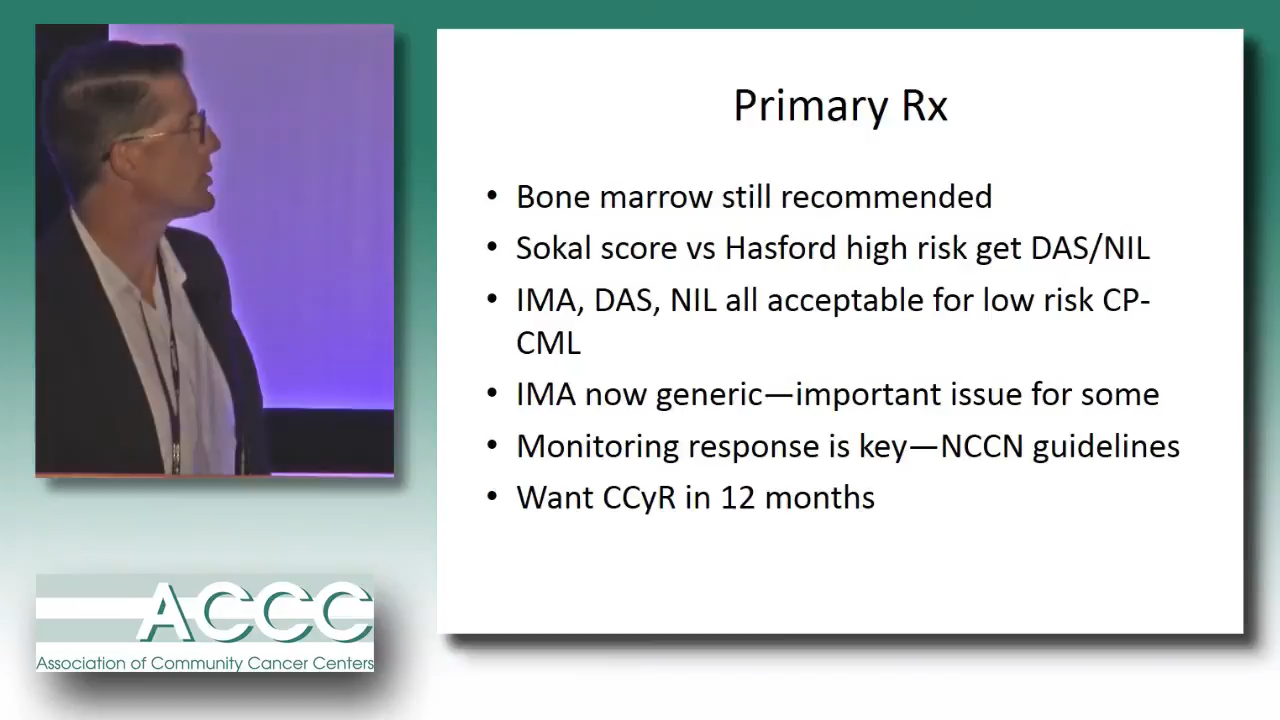 Primary Rx
• Bone marrow still recommended
• Sokal score vs Hasford high risk get DAS/NIL
• IMA, DAS, NIL all acceptable for low risk CP-
CML
• IMA now generic—important issue for some
• Monitoring response is key—NCCN guidelines
• Want CCyR in 12 months
ACCC
Association of Community Cancer Centers